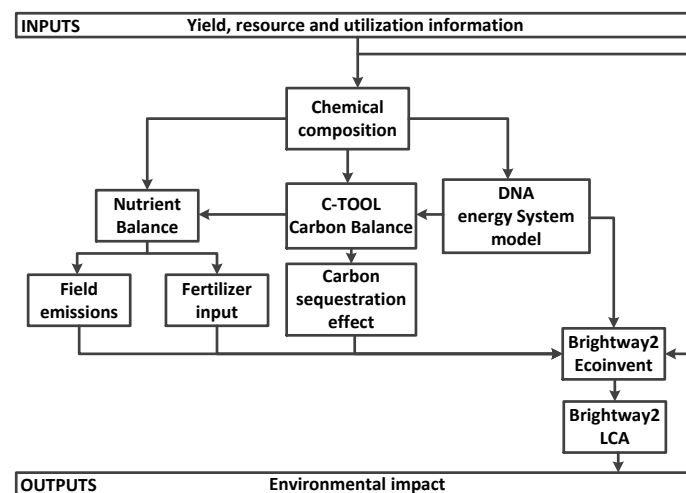 INPUTS Yield, resource and utilization information
Chemical
composition
Nutrient
Balance
C-TOOL
Carbon Balance
DNA
energy System
model
Field
emissions
Fertilizer
input
Carbon
sequestration
effect
Brightway2
Ecoinvent
Brightway2
LCA
OUTPUTS Environmental impact